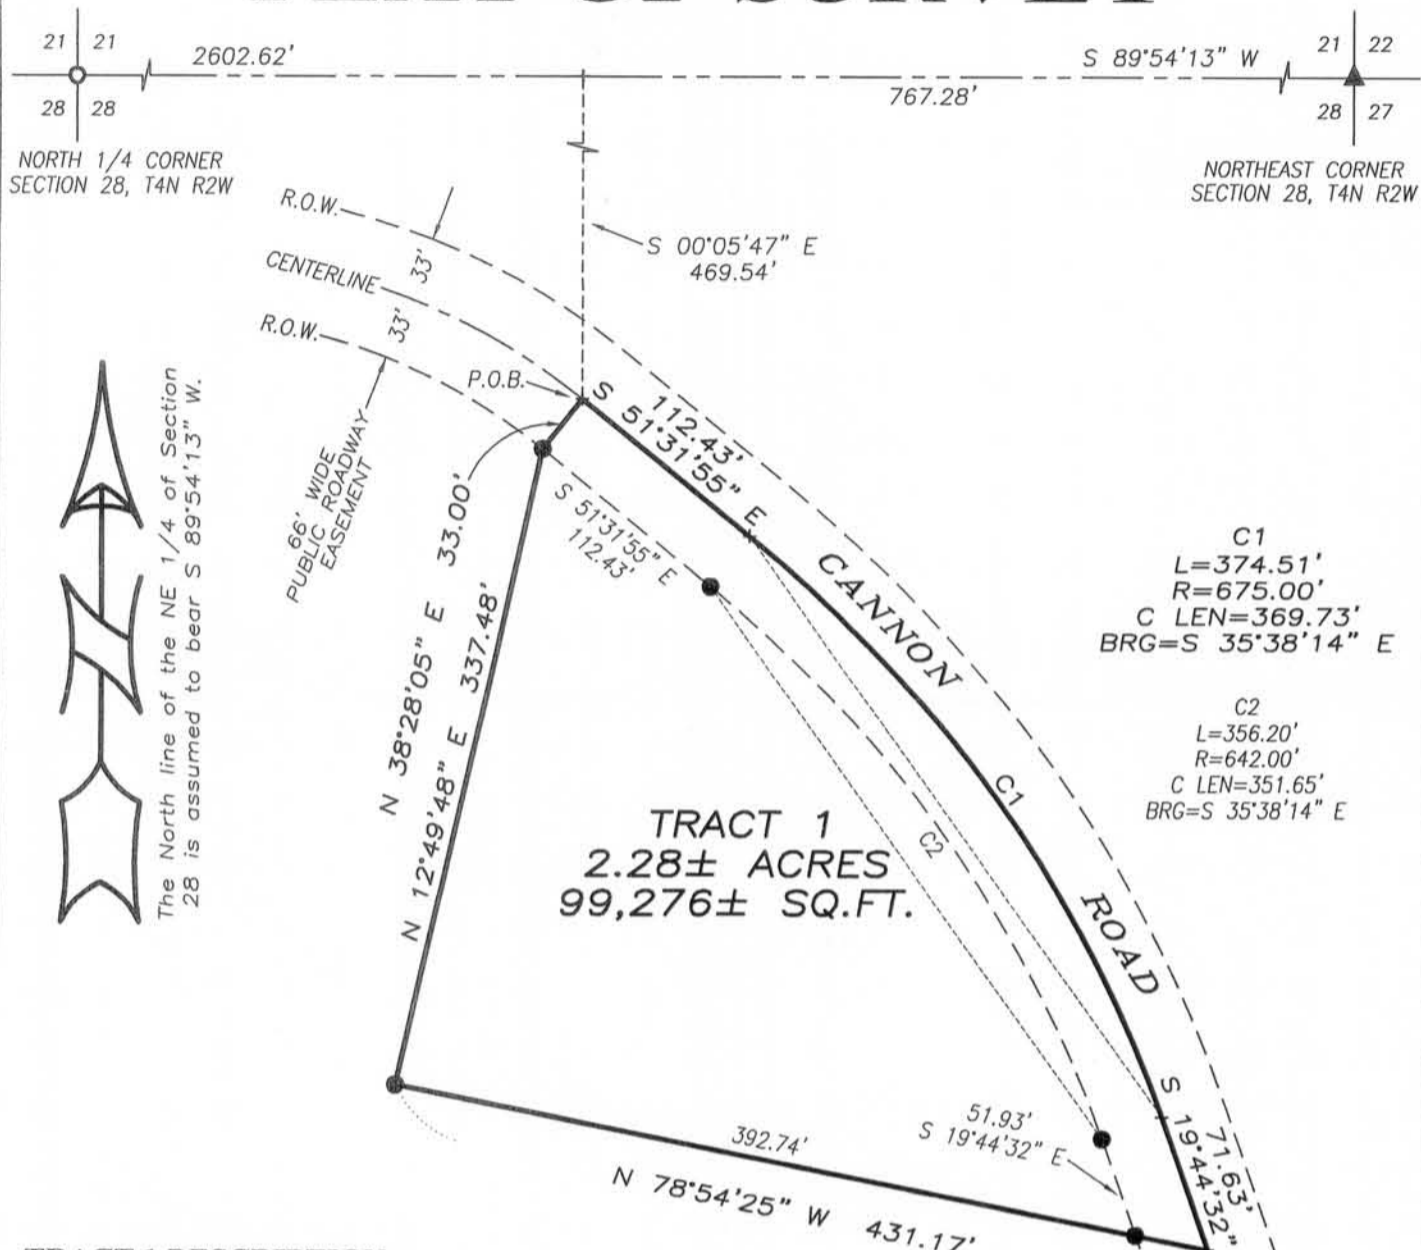 21 21
28 28
2602.62'
S 89°54'13" W
767.28'
21 22
28 27
NORTH 1/4 CORNER
SECTION 28, T4N R2W
NORTHEAST CORNER
SECTION 28, T4N R2W
R.O.W.
33'
CENTERLINE
33'
R.O.W.
S 00°05'47" E
469.54'
P.O.B.
66' WIDE
PUBLIC ROADWAY
EASEMENT
The North line of the NE 1/4 of Section
28 is assumed to bear S 89°54'13" W.
112.43'
S 51°31'55" E
S 51°31'55" E
112.43'
N 38°28'05" E 33.00'
N 12°49'48" E 337.48'
CANNON ROAD
C1
L=374.51'
R=675.00'
C LEN=369.73'
BRG=S 35°38'14" E
C2
L=356.20'
R=642.00'
C LEN=351.65'
BRG=S 35°38'14" E
C1
C2
TRACT 1
2.28± ACRES
99,276± SQ.FT.
51.93'
S 19°44'32" E
71.63'
S 19°44'32"
392.74'
N 78°54'25" W 431.17'